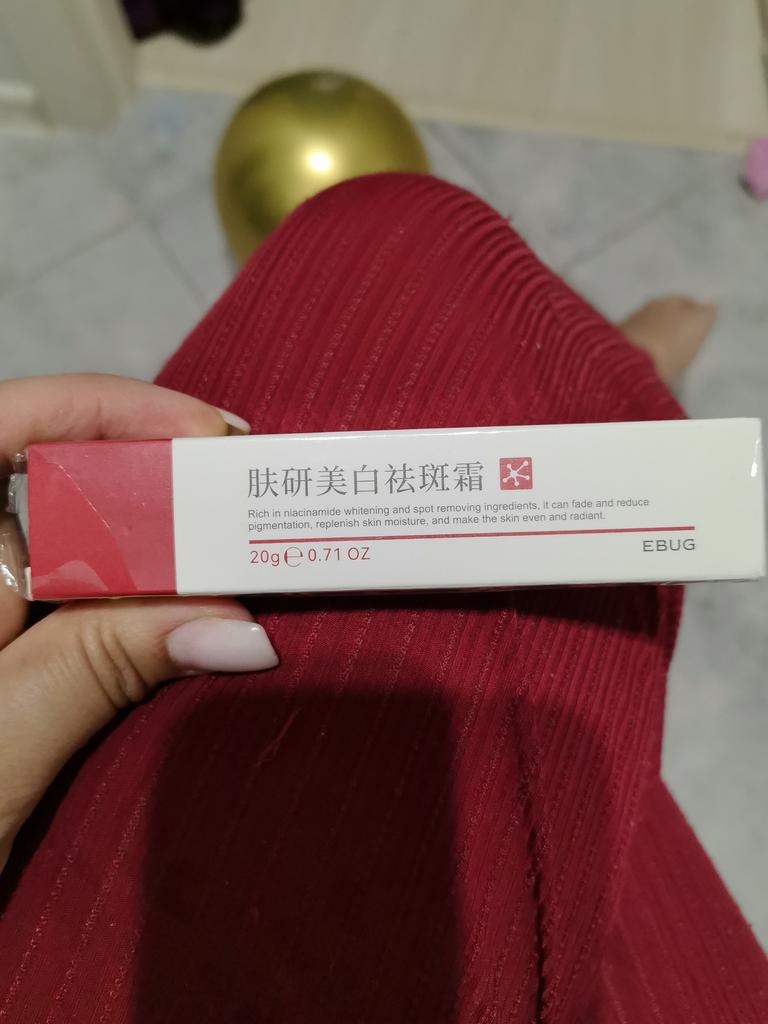 肤研美白祛斑霜
Rich in niacinamide whitening and spot removing ingredients, it can fade and reduce
pigmentation, replenish skin moisture, and make the skin even and radiant.
20g℮0.71 OZ
EBUG